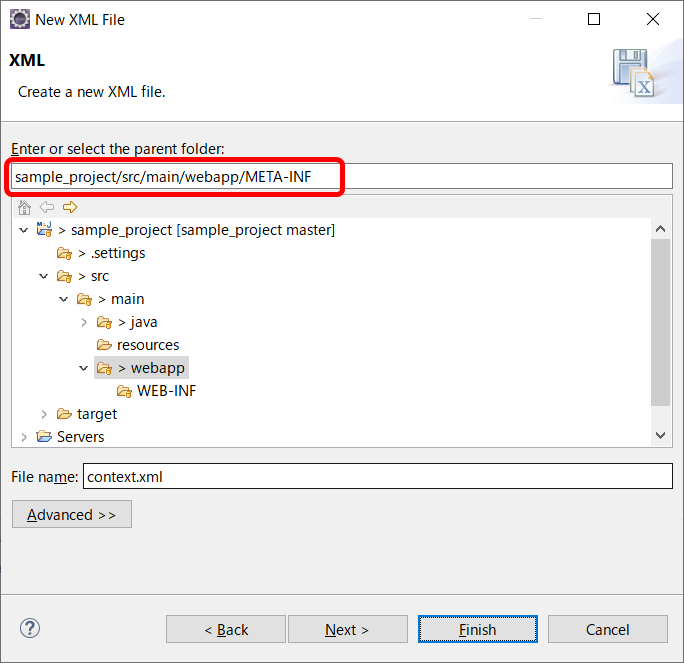 New XML File
XML
Create a new XML file.
Enter or select the parent folder:
sample_project/src/main/webapp/META-INF
> sample_project [sample_project master]
> .settings
> src
> main
> java
resources
> webapp
WEB-INF
target
Servers
File name: context.xml
Advanced >>
< Back Next > Finish Cancel